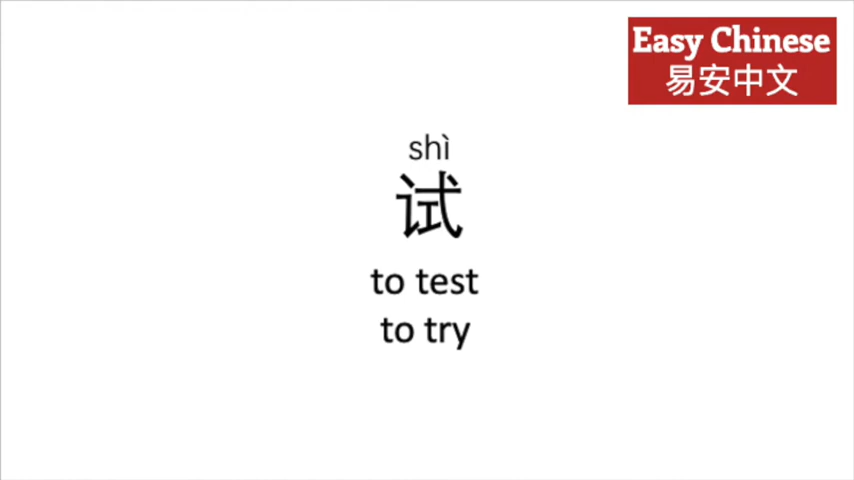 Easy Chinese
易安中文
shì
试
to test
to try